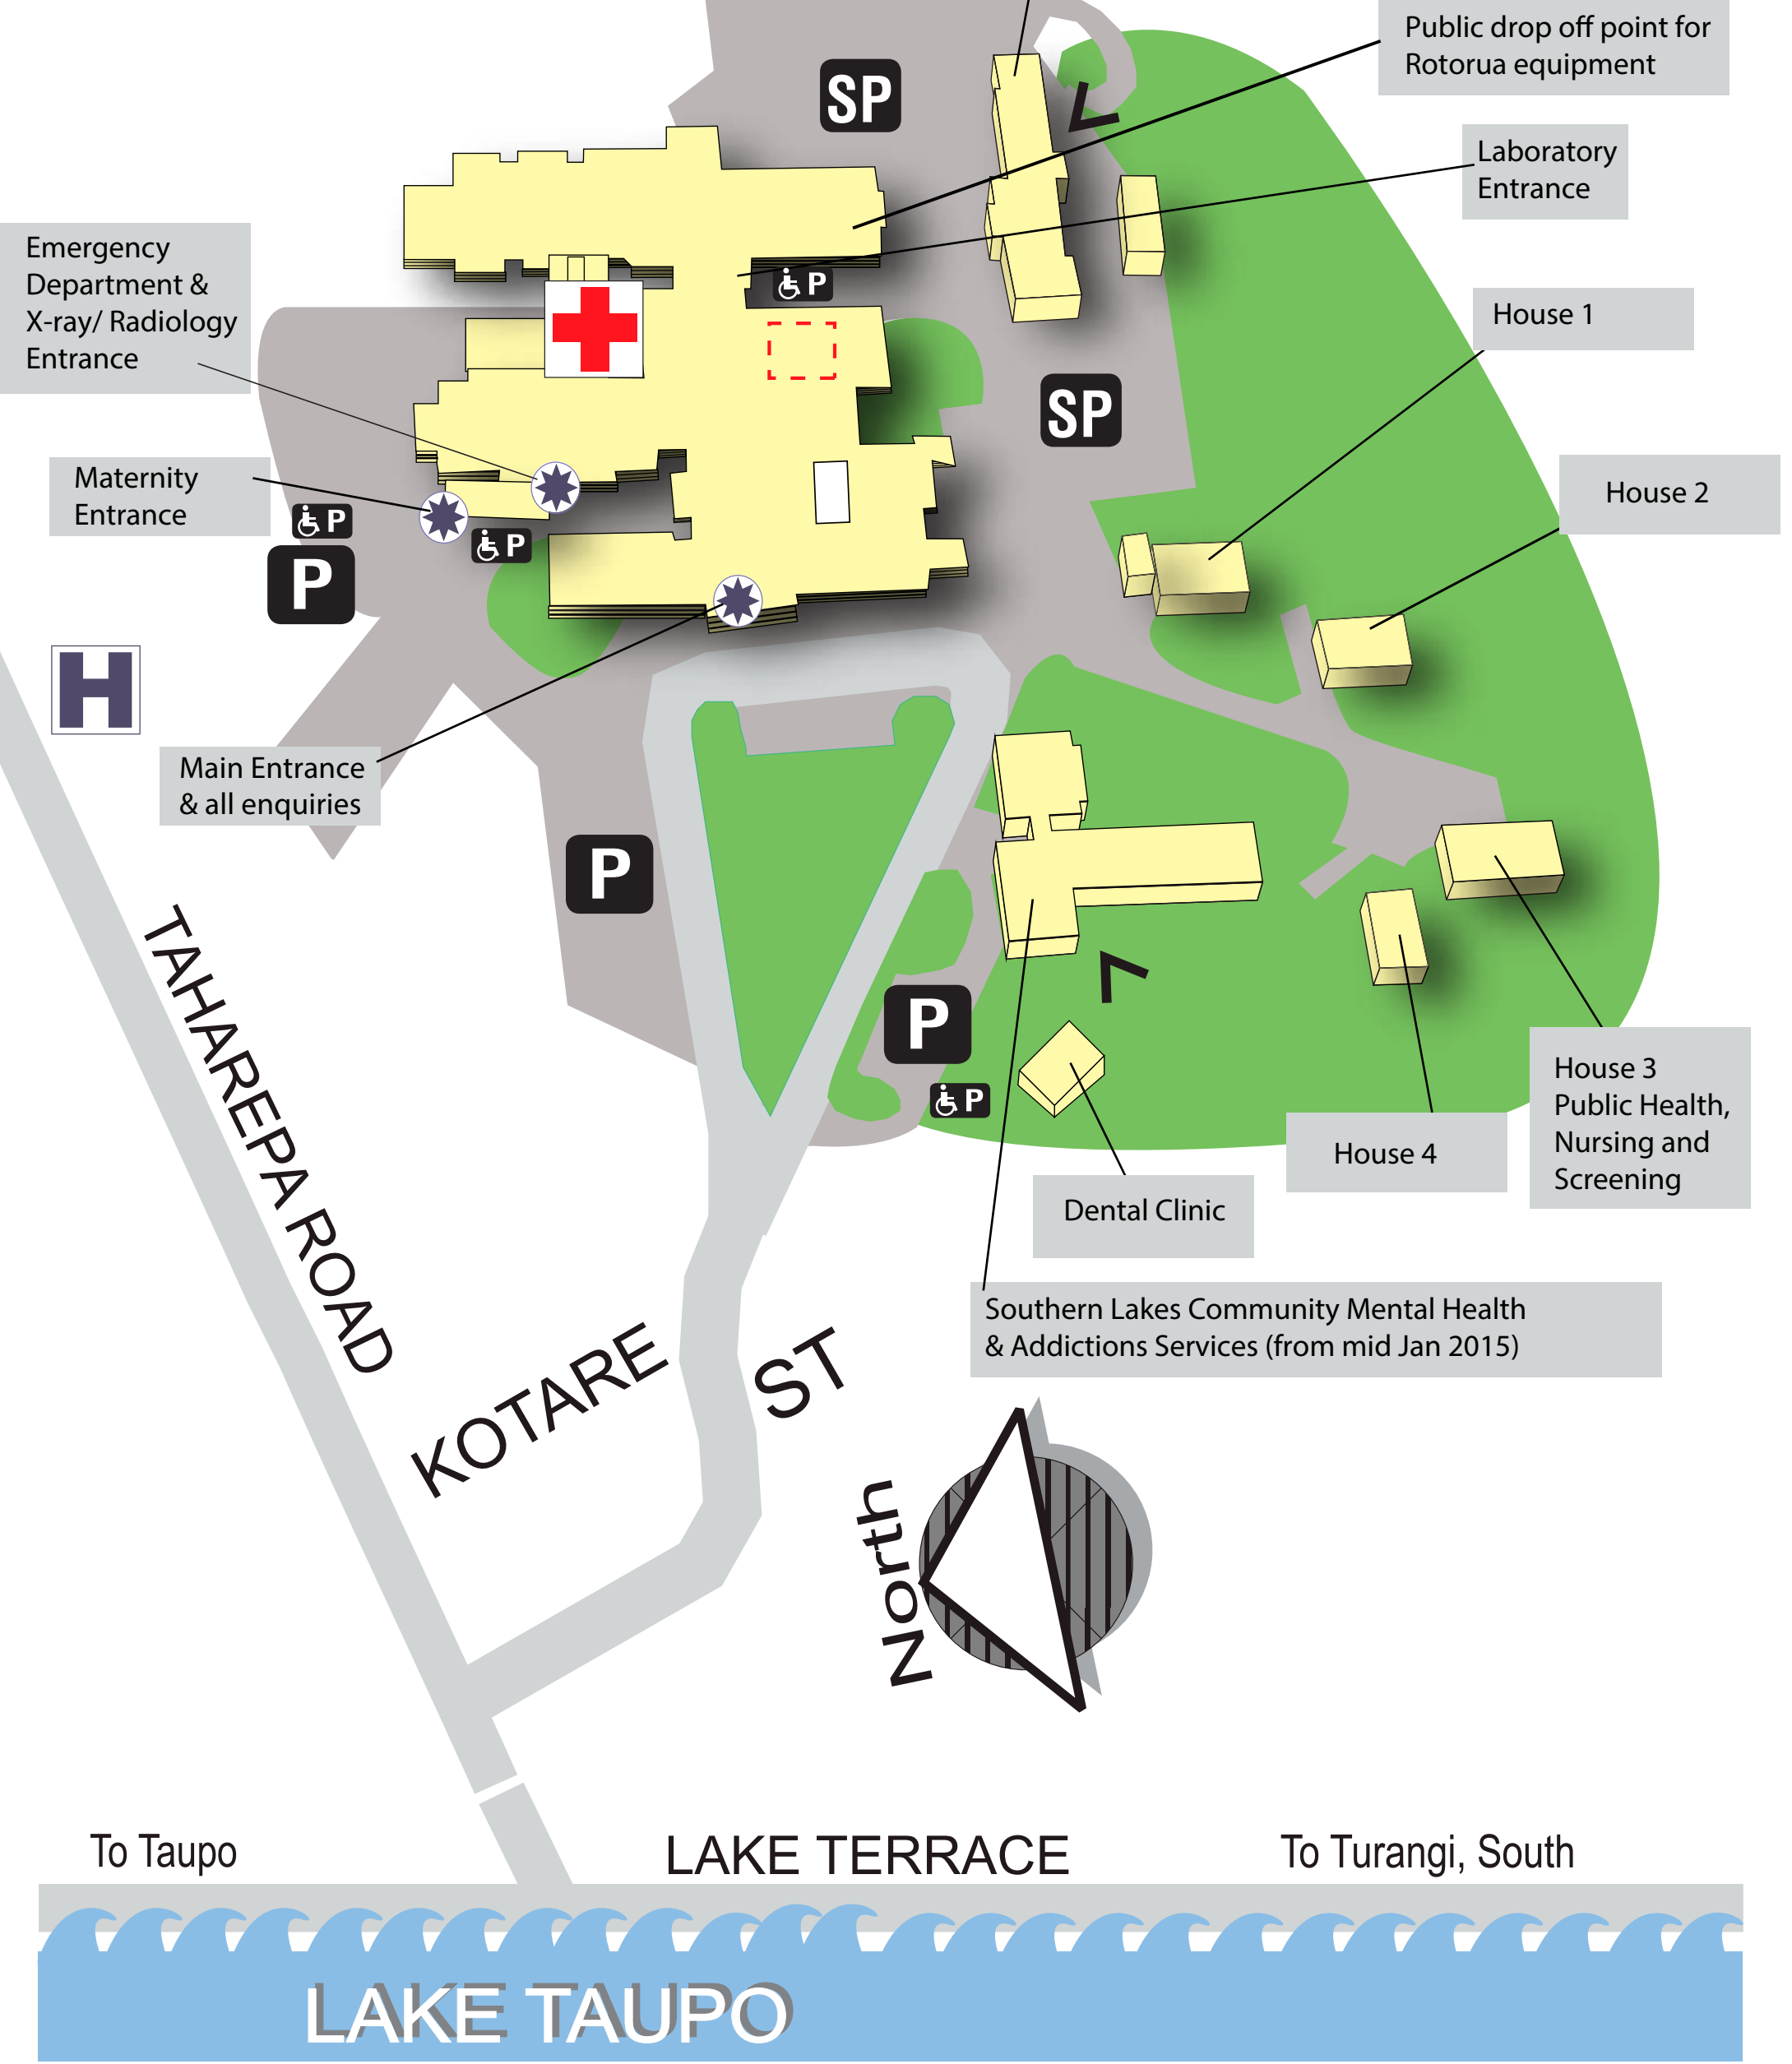 Public drop off point for
Rotorua equipment
SP
Laboratory
Entrance
Emergency
Department &
X-ray/ Radiology
Entrance
P
House 1
SP
Maternity
Entrance
House 2
P
P
P
H
Main Entrance
& all enquiries
P
P
P
House 3
Public Health,
Nursing and
Screening
House 4
Dental Clinic
TAHAREPA ROAD
Southern Lakes Community Mental Health
& Addictions Services (from mid Jan 2015)
KOTARE ST
North
To Taupo
LAKE TERRACE
To Turangi, South
LAKE TAUPO